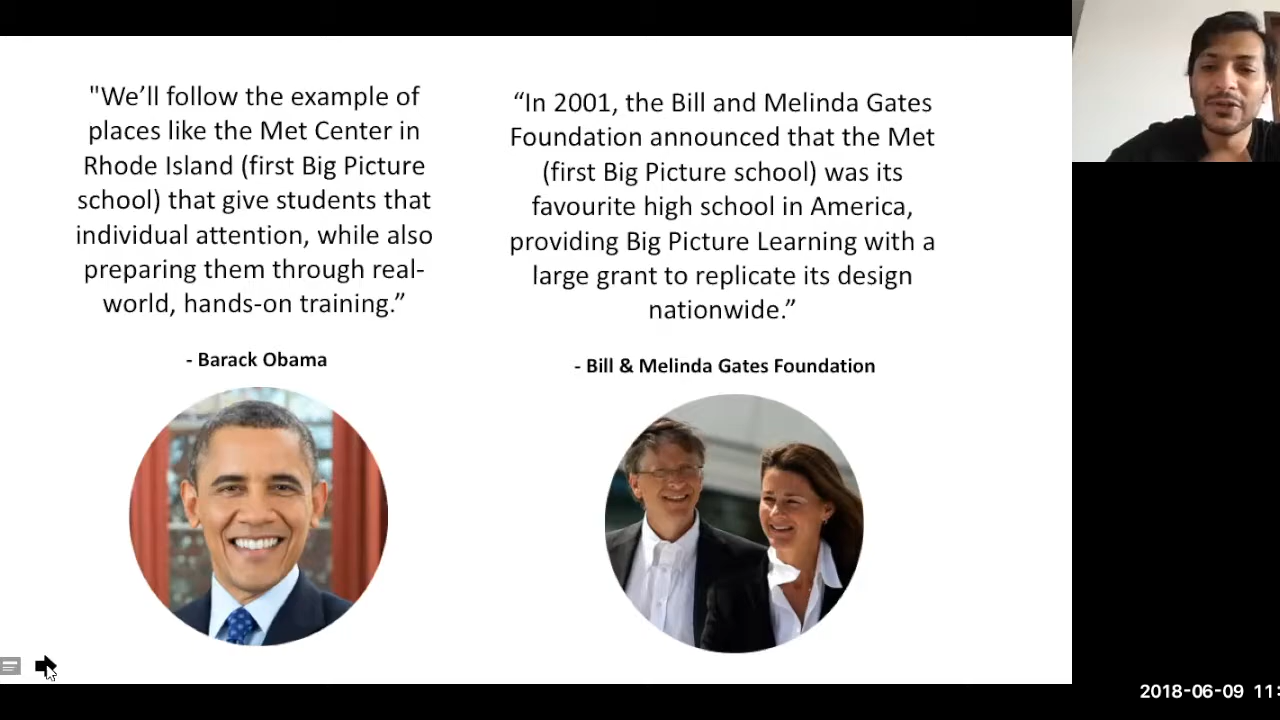 "We’ll follow the example of
places like the Met Center in
Rhode Island (first Big Picture
school) that give students that
individual attention, while also
preparing them through real-
world, hands-on training.”
- Barack Obama
“In 2001, the Bill and Melinda Gates
Foundation announced that the Met
(first Big Picture school) was its
favourite high school in America,
providing Big Picture Learning with a
large grant to replicate its design
nationwide.”
- Bill & Melinda Gates Foundation
2018-06-09 11: